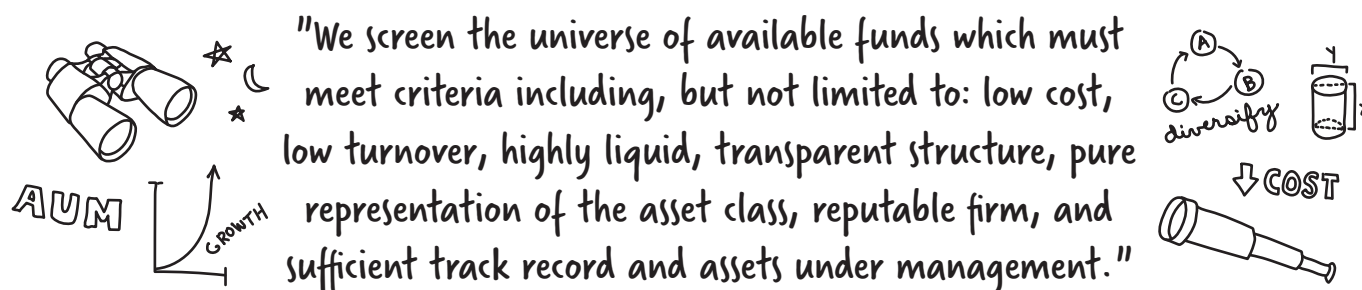 "We screen the universe of available funds which must
meet criteria including, but not limited to: low cost,
low turnover, highly liquid, transparent structure, pure
representation of the asset class, reputable firm, and
sufficient track record and assets under management."
AUM
GROWTH
A
B
C
diversify
Y
COST